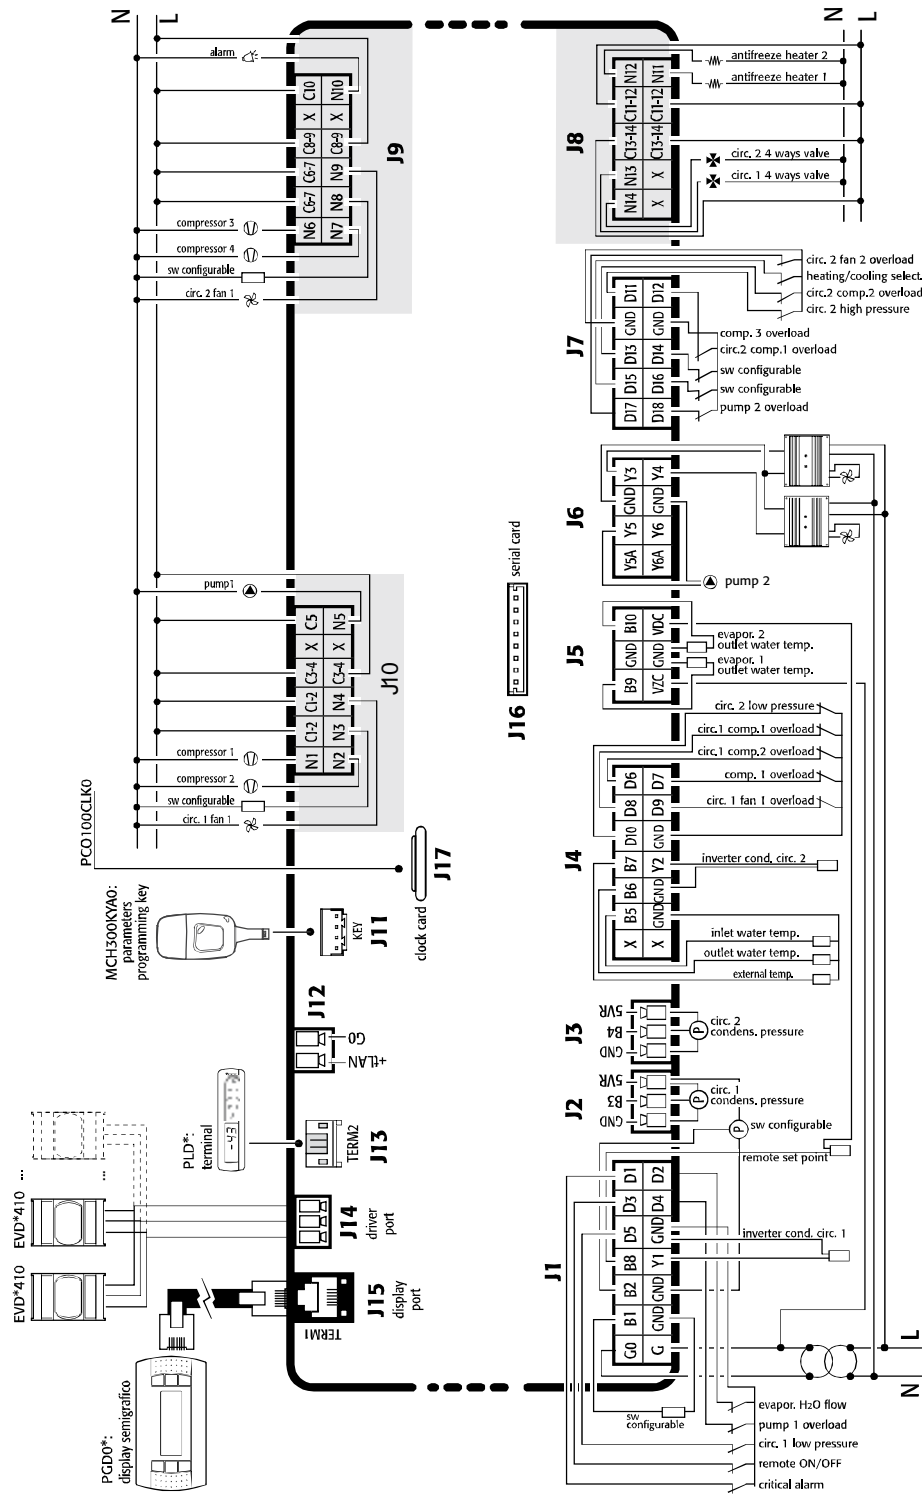 N
L
alarm
compressor 3
compressor 4
sw configurable
circ. 2 fan 1
C10
X
C8-9
C6-7
C6-7
N6
N10
X
C8-9
N9
N8
N7
J9
pump1
compressor 1
compressor 2
sw configurable
circ. 1 fan 1
C5
X
C3-4
C1-2
C1-2
N1
N5
X
C3-4
N4
N3
N2
J10
PCO100CLK0
J17
clock card
MCH300KYA0:
parameters
programming key
KEY
J11
J12
G0
+tLAN
PLD*:
terminal
TERM2
J13
EVD*410
EVD*410
...
...
J14
driver
port
J15
display
port
TERM1
PGD0*:
display semigrafico
J16
serial card
N
L
antifreeze heater 2
antifreeze heater 1
circ. 2 4 ways valve
circ. 1 4 ways valve
J8
N12
C11-12
C13-14
N13
N14
N11
C11-12
C13-14
X
X
circ. 2 fan 2 overload
heating/cooling select.
circ.2 comp.2 overload
circ. 2 high pressure
comp. 3 overload
circ.2 comp.1 overload
sw configurable
sw configurable
pump 2 overload
J7
D11
GND
D13
D15
D17
D12
GND
D14
D16
D18
J6
Y3
GND
Y5
Y5A
Y4
GND
Y6
Y6A
pump 2
J5
B10
GND
B9
VDC
GND
VZC
evapor. 2
outlet water temp.
evapor. 1
outlet water temp.
circ. 2 low pressure
circ.1 comp.1 overload
circ.1 comp.2 overload
comp. 1 overload
circ. 1 fan 1 overload
J4
D6
D8
D10
B7
B6
B5
X
D7
D9
GND
Y2
GND
GND
X
inverter cond. circ. 2
inlet water temp.
outlet water temp.
external temp.
J3
5VR
B4
GND
P
circ. 2
condens. pressure
J2
5VR
B3
GND
P
circ. 1
condens. pressure
P
sw configurable
remote set point
J1
D1
D3
D5
B8
B2
B1
G0
D2
D4
GND
Y1
GND
GND
G
inverter cond. circ. 1
sw
configurable
L
N
evapor. H2O flow
pump 1 overload
circ. 1 low pressure
remote ON/OFF
critical alarm